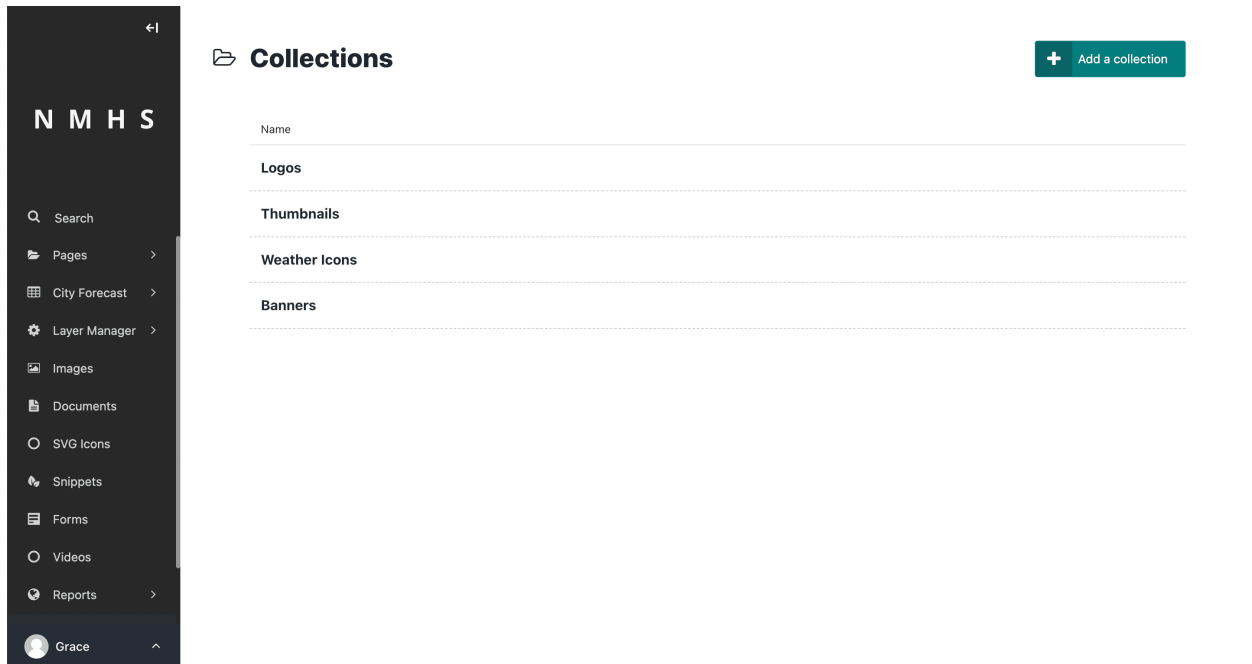 N M H S
Search
Pages
City Forecast
Layer Manager
Images
Documents
SVG Icons
Snippets
Forms
Videos
Reports
Grace
Collections
Add a collection
Name
Logos
Thumbnails
Weather Icons
Banners